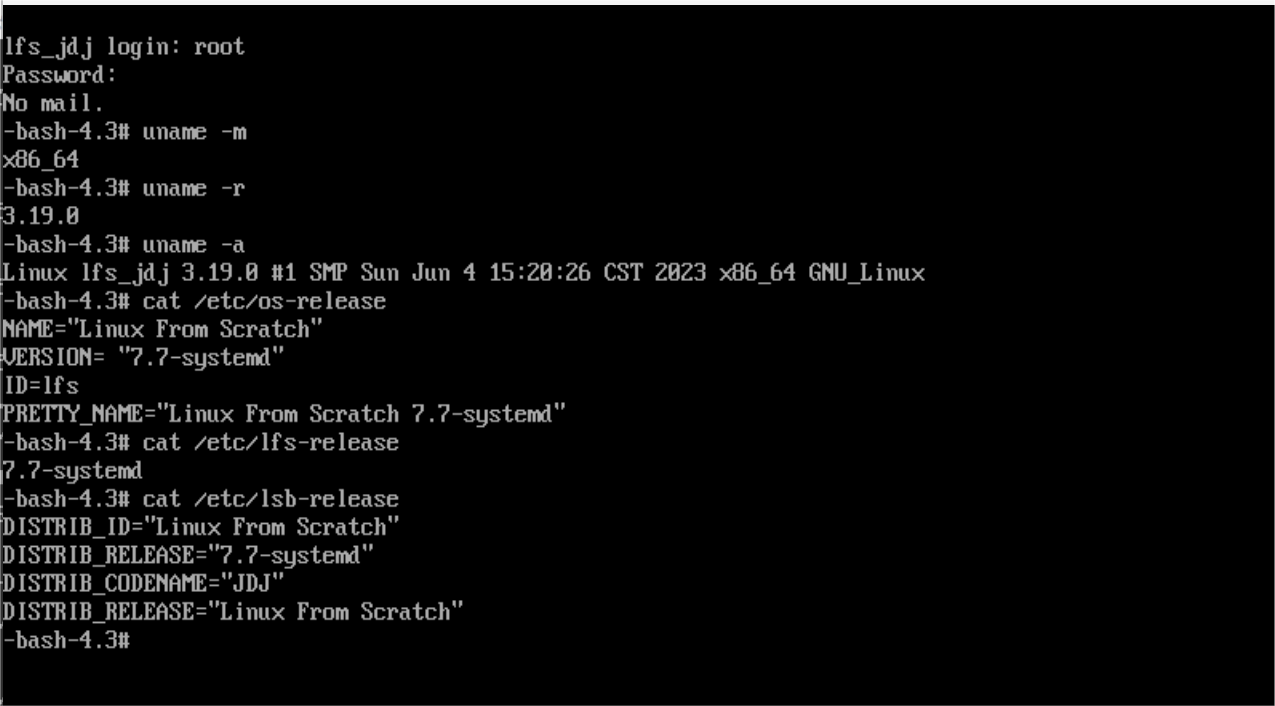 lfs_jdj login: root
Password:
No mail.
-bash-4.3# uname -m
x86_64
-bash-4.3# uname -r
3.19.0
-bash-4.3# uname -a
Linux lfs_jdj 3.19.0 #1 SMP Sun Jun 4 15:20:26 CST 2023 x86_64 GNU_Linux
-bash-4.3# cat /etc/os-release
NAME="Linux From Scratch"
VERSION= "7.7-systemd"
ID=lfs
PRETTY_NAME="Linux From Scratch 7.7-systemd"
-bash-4.3# cat /etc/lfs-release
7.7-systemd
-bash-4.3# cat /etc/lsb-release
DISTRIB_ID="Linux From Scratch"
DISTRIB_RELEASE="7.7-systemd"
DISTRIB_CODENAME="JDJ"
DISTRIB_RELEASE="Linux From Scratch"
-bash-4.3#